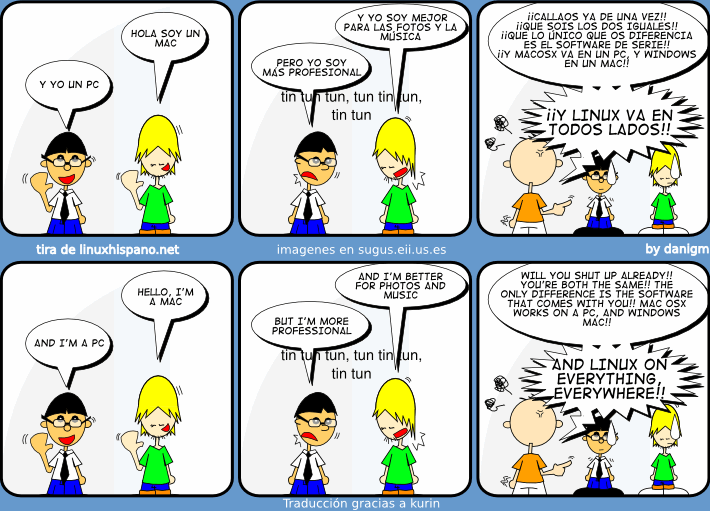 HOLA SOY UN
MAC
Y YO UN PC
Y YO SOY MEJOR
PARA LAS FOTOS Y LA
MÚSICA
PERO YO SOY
MÁS PROFESIONAL
tin tun tun, tun tin tun,
tin tun
¡¡CALLAOS YA DE UNA VEZ!!
¡¡QUE SOIS LOS DOS IGUALES!!
¡¡QUE LO ÚNICO QUE OS DIFERENCIA
ES EL SOFTWARE DE SERIE!!
¡¡Y MACOSX VA EN UN PC, Y WINDOWS
EN UN MAC!!
¡¡Y LINUX VA EN
TODOS LADOS!!
tira de linuxhispano.net
imagenes en sugus.eii.us.es
by danigm
HELLO, I'M
A MAC
AND I'M A PC
AND I'M BETTER
FOR PHOTOS AND
MUSIC
BUT I'M MORE
PROFESSIONAL
tin tun tun, tun tin tun,
tin tun
WILL YOU SHUT UP ALREADY!!
YOU'RE BOTH THE SAME!! THE
ONLY DIFFERENCE IS THE SOFTWARE
THAT COMES WITH YOU!! MAC OSX
WORKS ON A PC, AND WINDOWS
MAC!!
AND LINUX ON
EVERYTHING,
EVERYWHERE!!
Traducción gracias a kurin